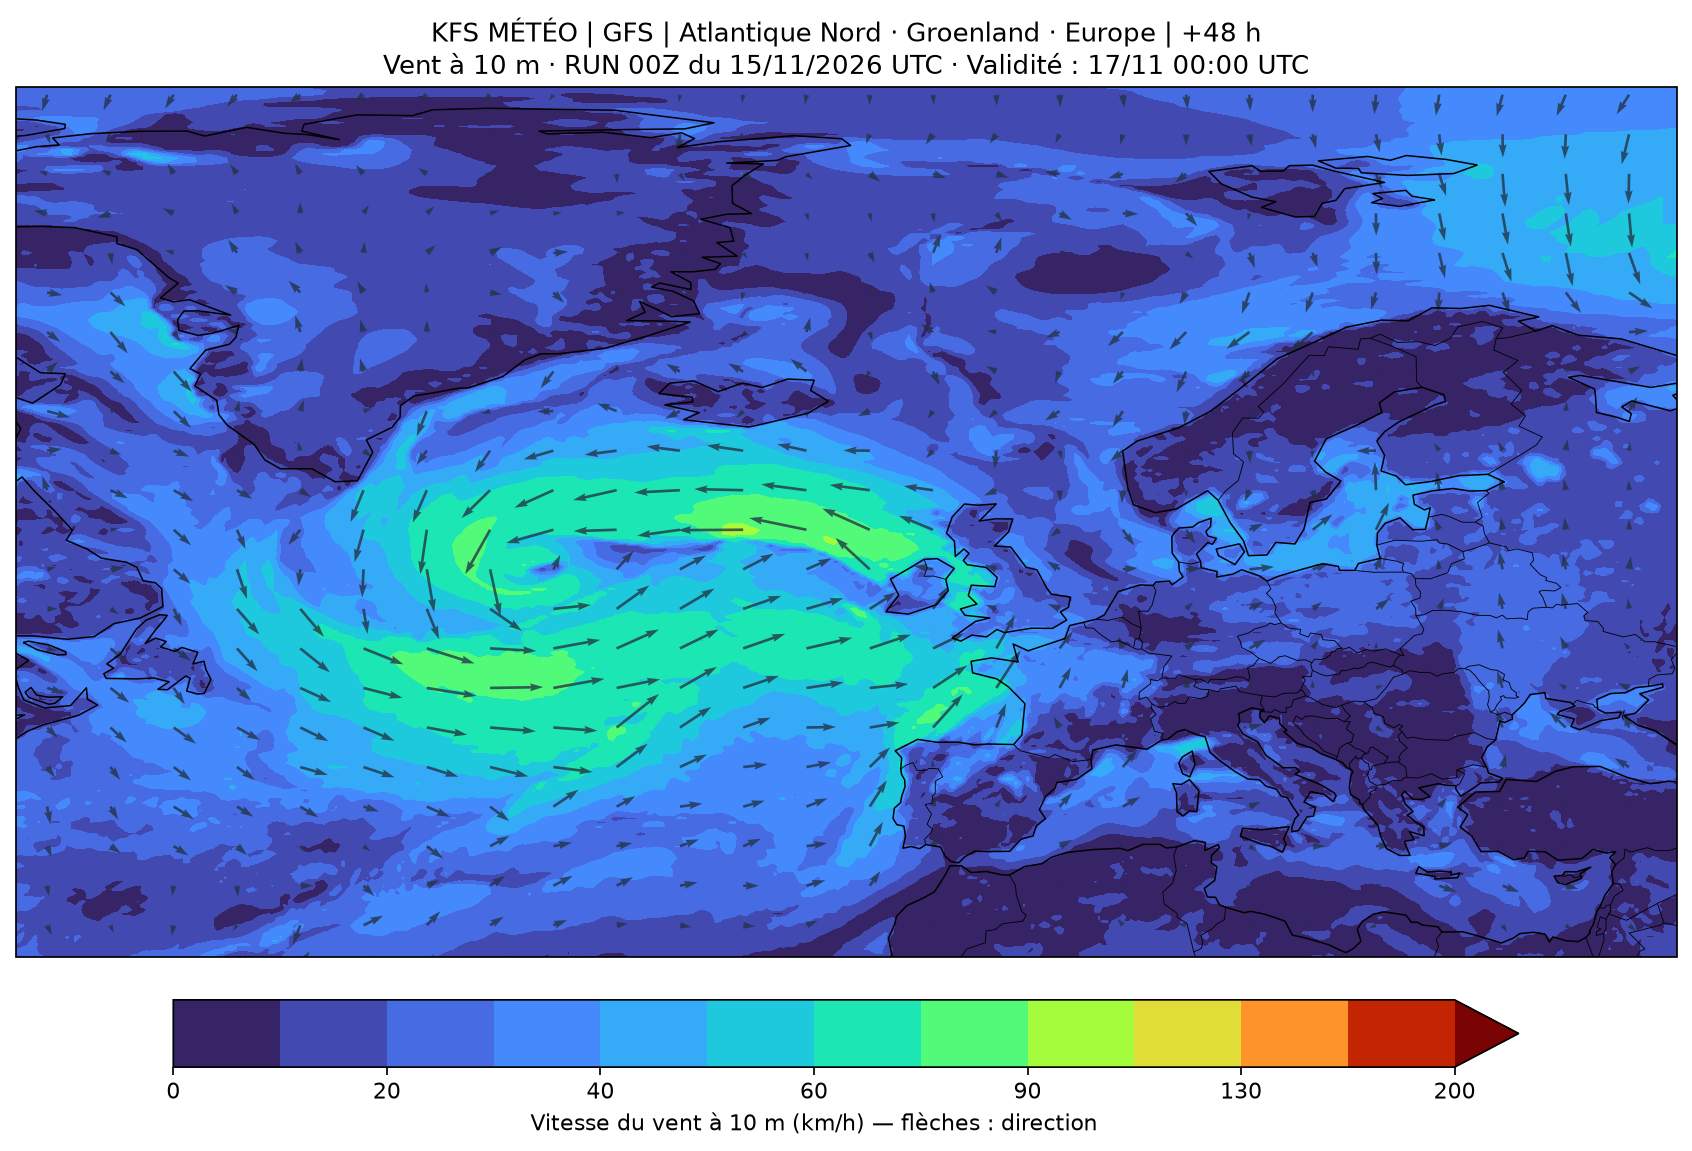 KFS MÉTÉO | GFS | Atlantique Nord · Groenland · Europe | +48 h
Vent à 10 m · RUN 00Z du 15/11/2026 UTC · Validité : 17/11 00:00 UTC
0 20 40 60 90 130 200
Vitesse du vent à 10 m (km/h) — flèches : direction